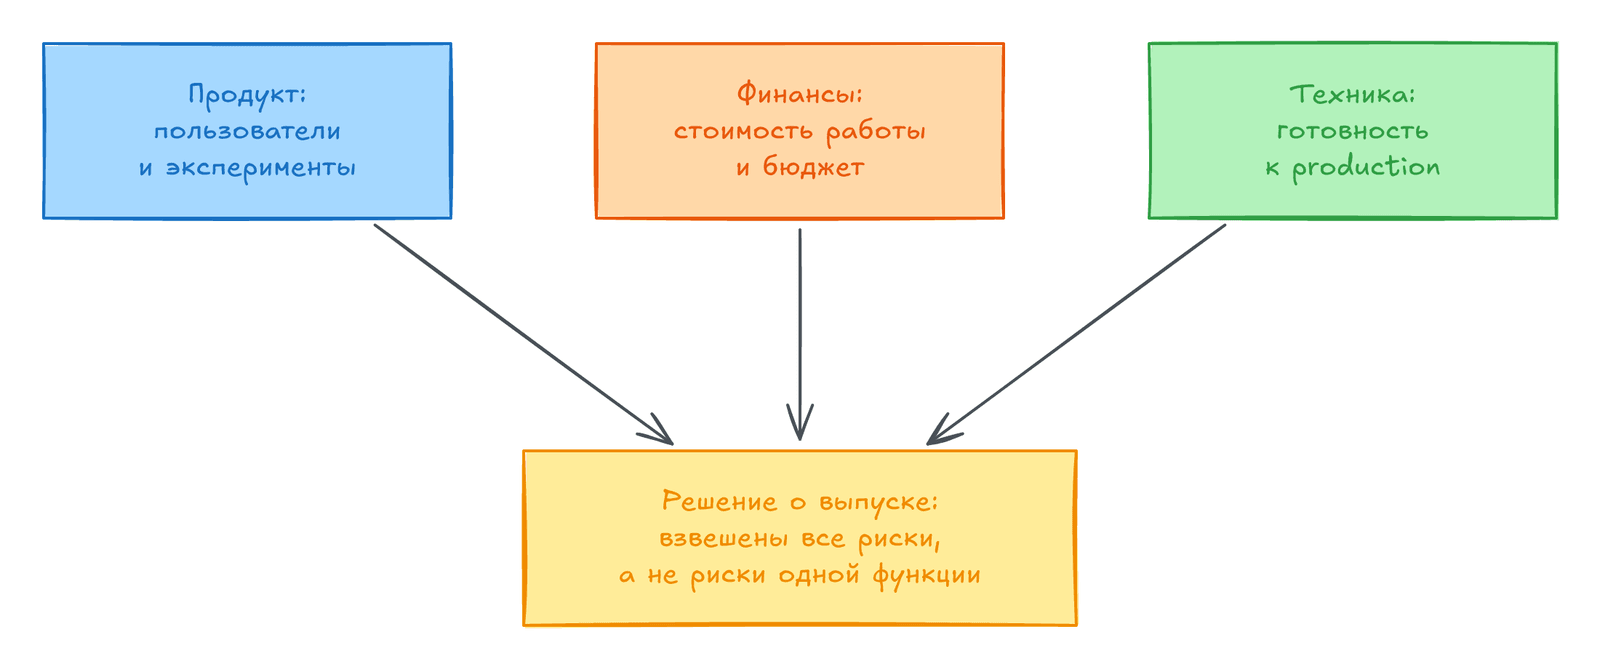 Продукт:
пользователи
и эксперименты
Финансы:
стоимость работы
и бюджет
Техника:
готовность
к production
Решение о выпуске:
взвешены все риски,
а не риски одной функции